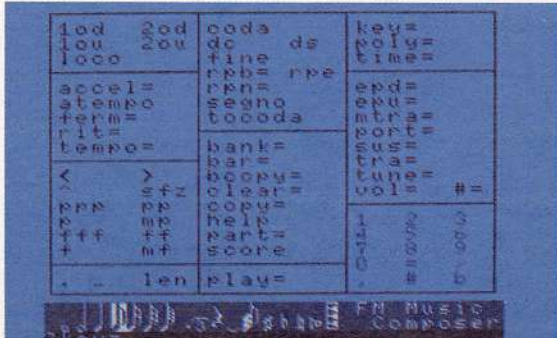 1od 2od
1ou 2ou
loco
accel=
atempo
ferm=
rit=
tempo=
< >
^ sfz
ppp pp
p mp
fff ff
f mf
. _ len
coda
dc ds
fine
rpb= rpe
rpn=
segno
tocoda
bank=
bar=
bcopy=
clear=
copy=
help
part=
score
play=
key=
poly=
time=
epd=
epu=
mtra=
port=
sus=
tra=
tune=
vol= #=
1 2 3
4 5 6
7 8 9
0 =
. # b
FM Music
Composer